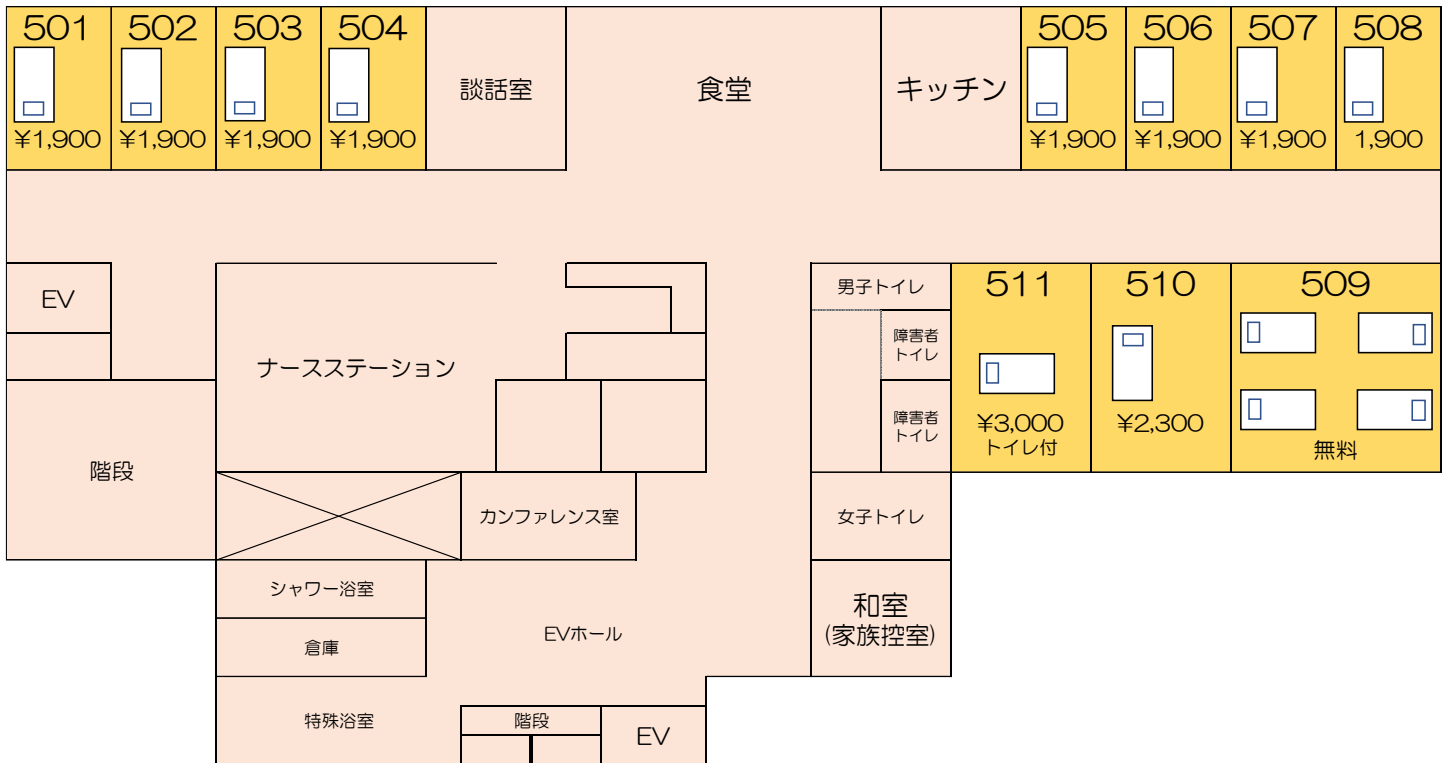 501
502
503
504
505
506
507
508
談話室
食堂
キッチン
¥1,900
¥1,900
¥1,900
¥1,900
¥1,900
¥1,900
¥1,900
1,900
EV
男子トイレ
511
510
509
障害者
トイレ
ナースステーション
障害者
トイレ
¥3,000
トイレ付
¥2,300
無料
階段
カンファレンス室
女子トイレ
シャワー浴室
和室
(家族控室)
倉庫
EVホール
特殊浴室
階段
EV